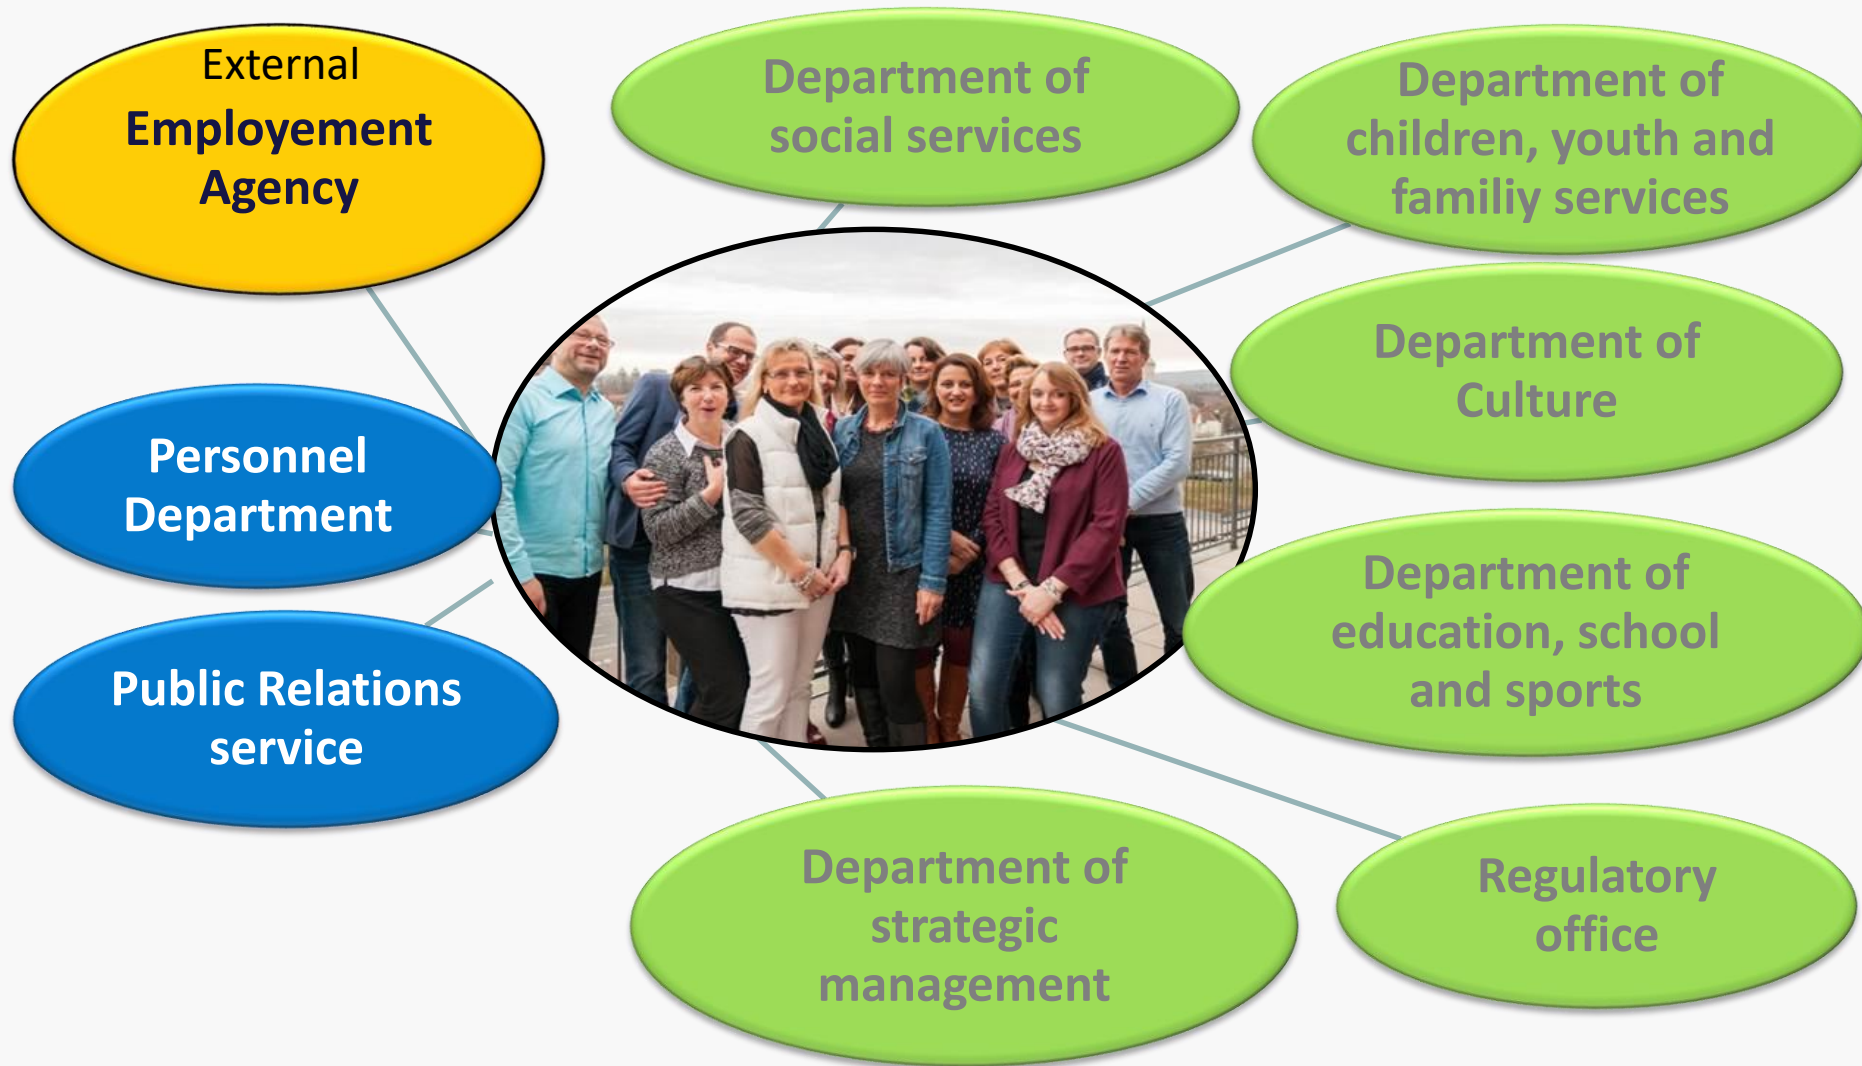 External
Employement
Agency
Department of
social services
Department of
children, youth and
familiy services
Personnel
Department
Department of
Culture
Public Relations
service
Department of
education, school
and sports
Department of
strategic
management
Regulatory
office